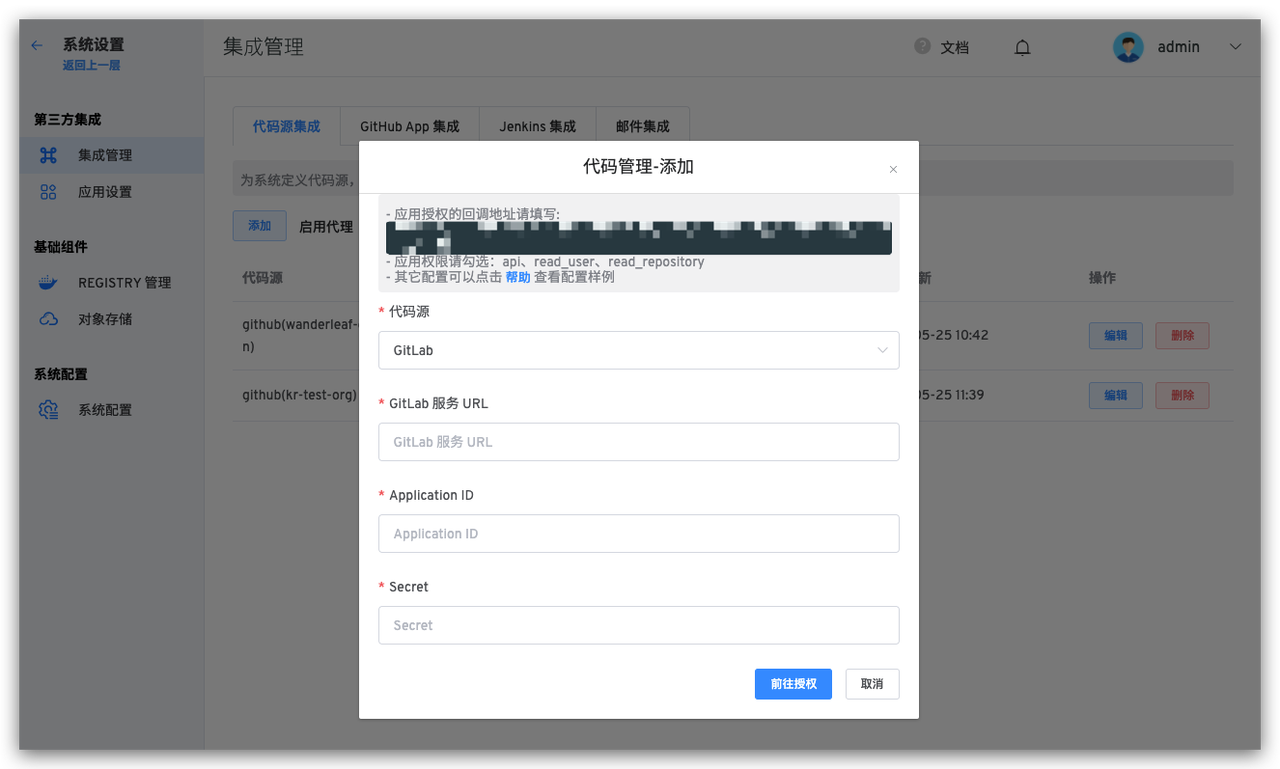 系统设置
返回上一层
集成管理
文档
admin
第三方集成
集成管理
应用设置
基础组件
REGISTRY 管理
对象存储
系统配置
系统配置
代码源集成
GitHub App 集成
Jenkins 集成
邮件集成
为系统定义代码源，
添加
启用代理
代码源
新
操作
github(wanderleaf-
n)
05-25 10:42
编辑
删除
github(kr-test-org)
05-25 11:39
编辑
删除
代码管理-添加
- 应用授权的回调地址请填写:
- 应用权限请勾选：api、read_user、read_repository
- 其它配置可以点击 帮助 查看配置样例
* 代码源
GitLab
* GitLab 服务 URL
GitLab 服务 URL
* Application ID
Application ID
* Secret
Secret
前往授权
取消